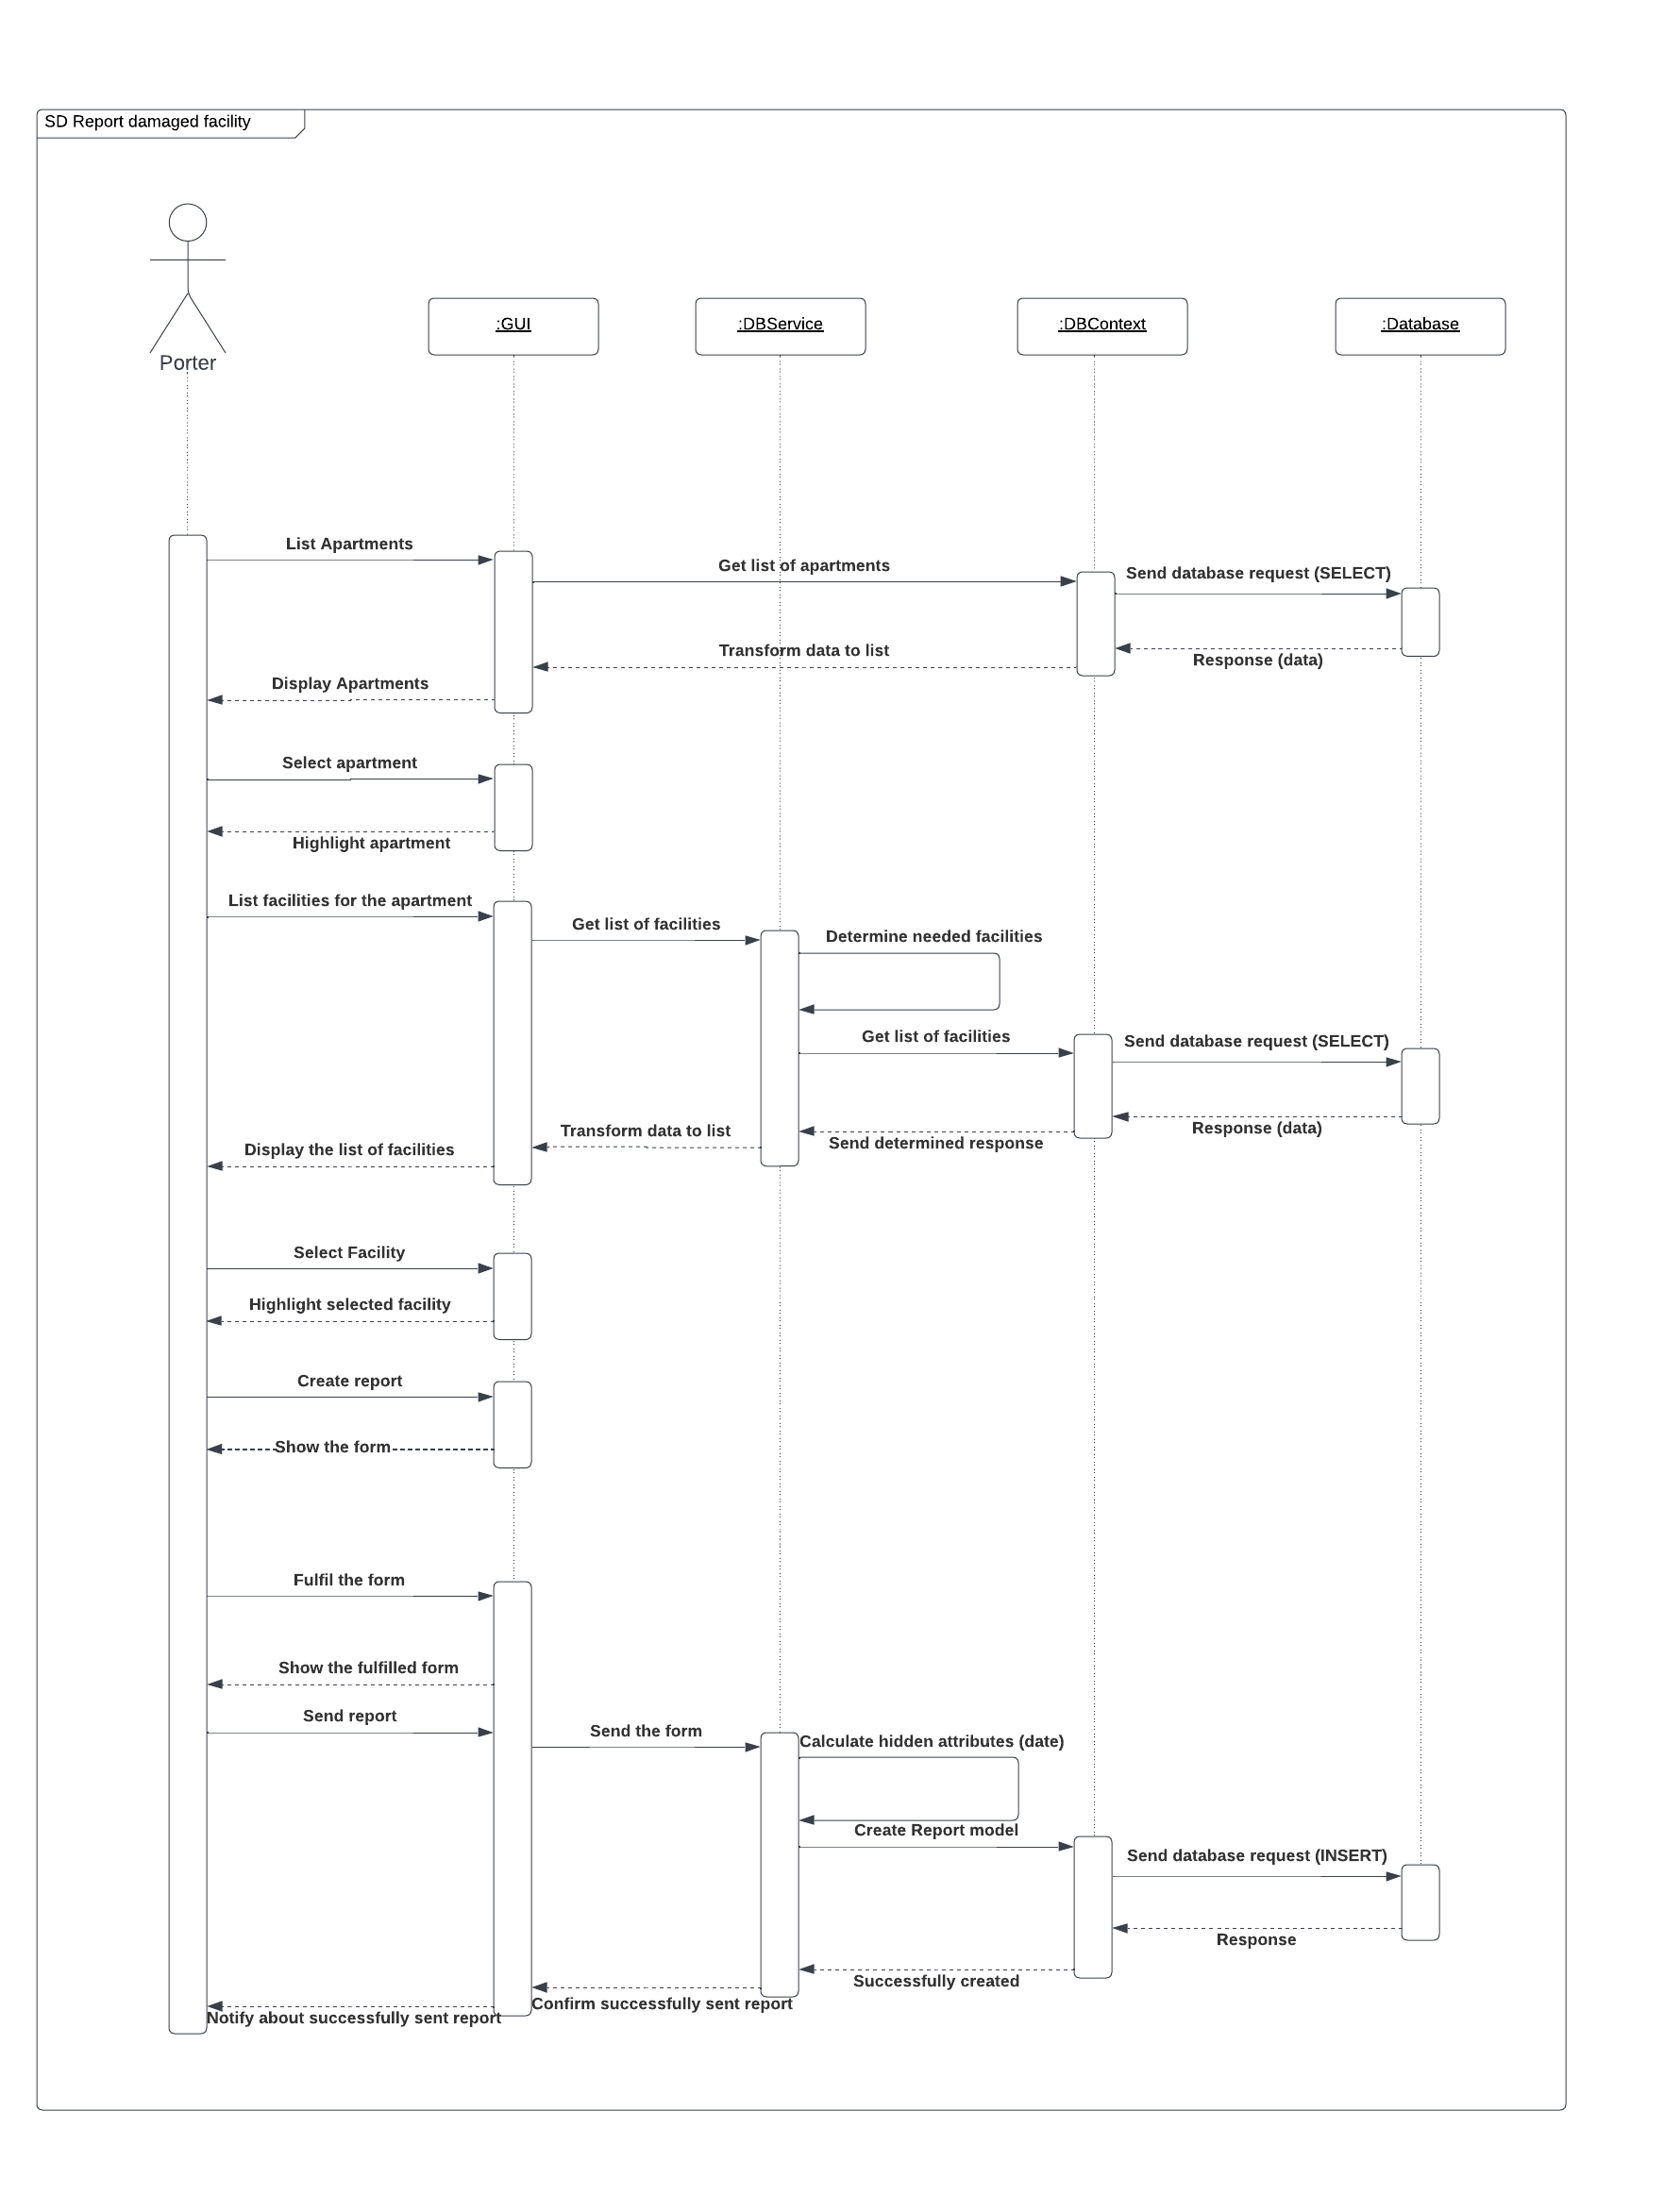 SD Report damaged facility
Porter
:GUI
:DBService
:DBContext
:Database
List Apartments
Get list of apartments
Send database request (SELECT)
Transform data to list
Response (data)
Display Apartments
Select apartment
Highlight apartment
List facilities for the apartment
Get list of facilities
Determine needed facilities
Get list of facilities
Send database request (SELECT)
Transform data to list
Send determined response
Response (data)
Display the list of facilities
Select Facility
Highlight selected facility
Create report
Show the form
Fulfil the form
Show the fulfilled form
Send report
Send the form
Calculate hidden attributes (date)
Create Report model
Send database request (INSERT)
Response
Successfully created
Confirm successfully sent report
Notify about successfully sent report